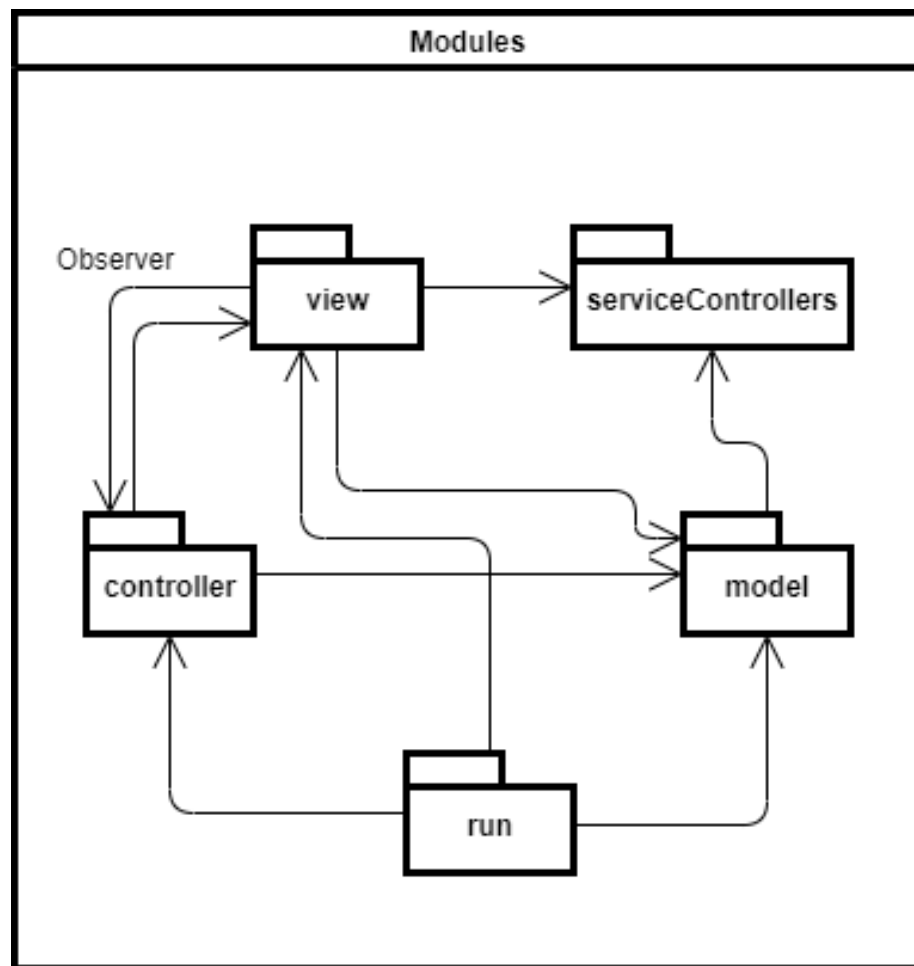 Modules
Observer
view
serviceControllers
controller
model
run